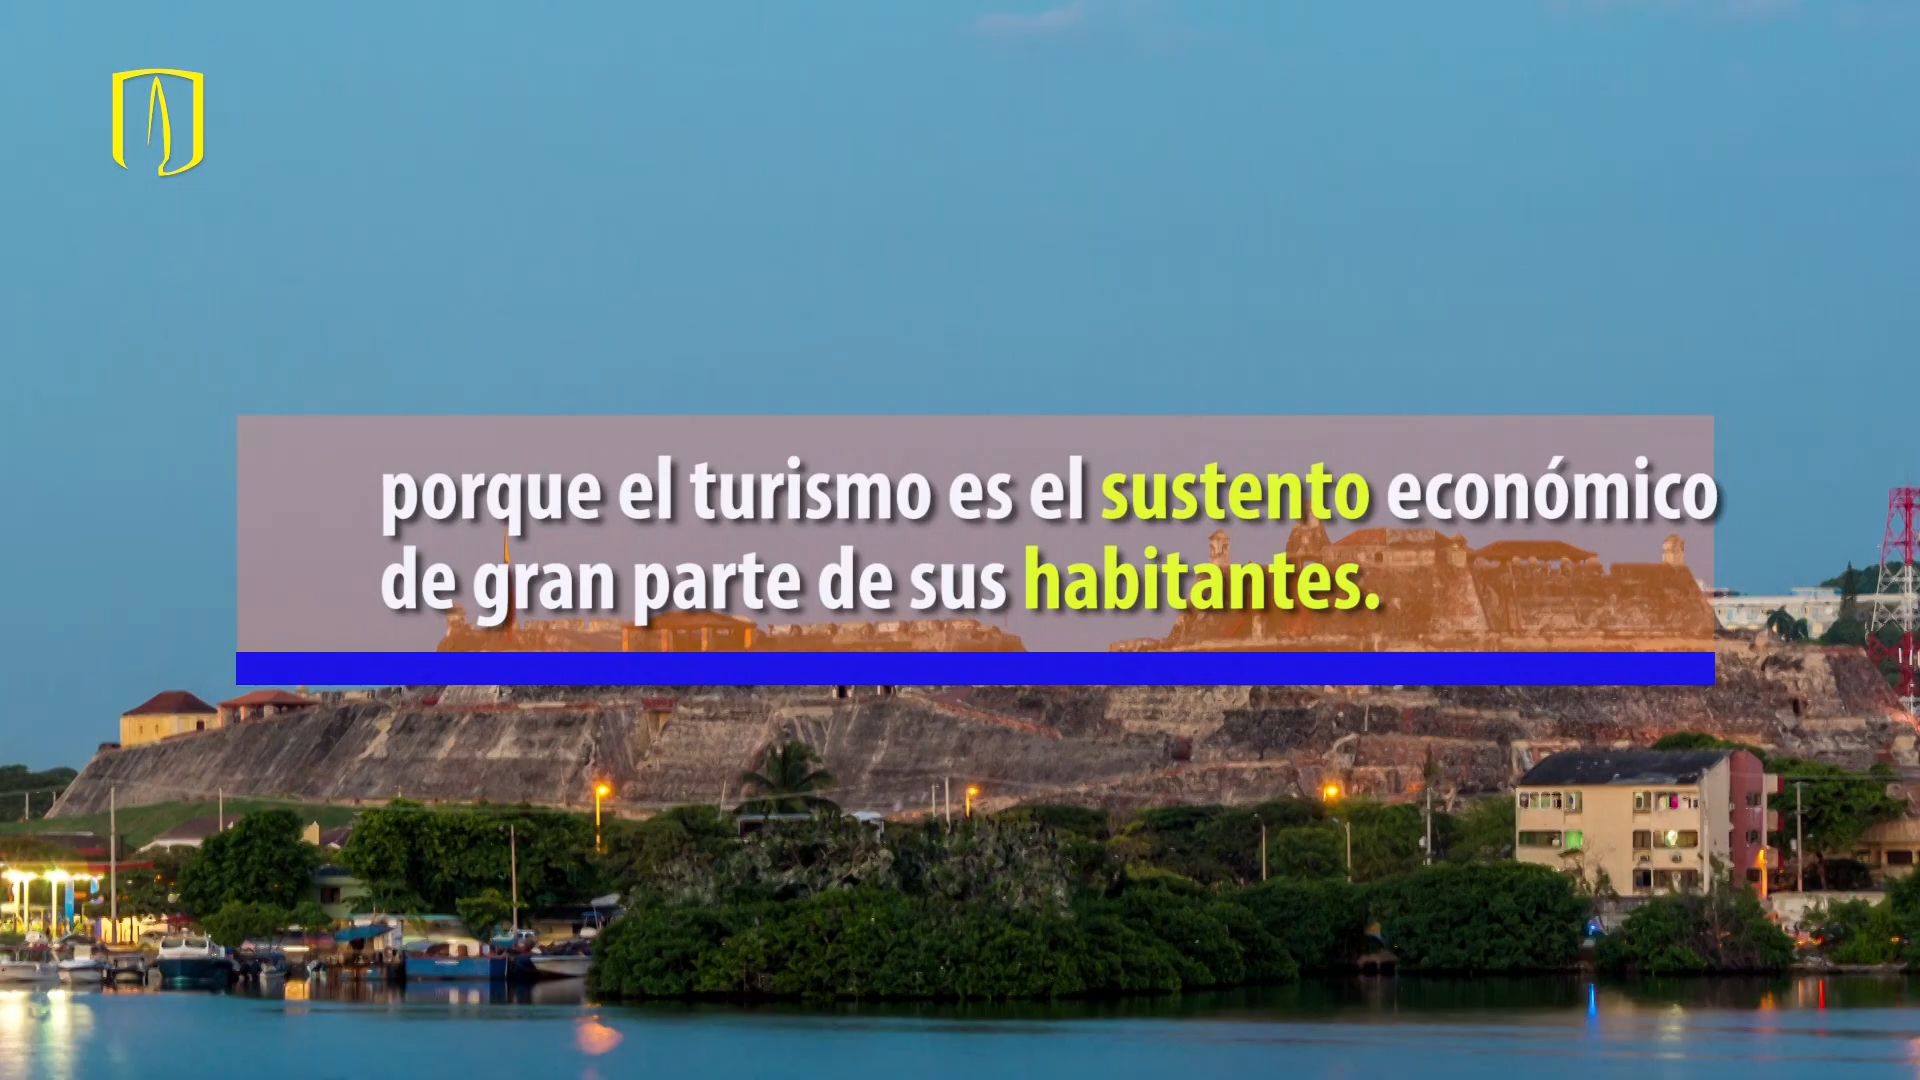 porque el turismo es el sustento económico
de gran parte de sus habitantes.